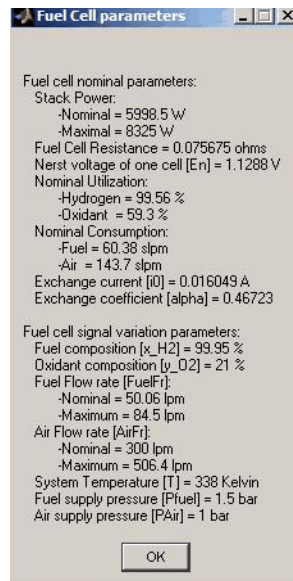 Fuel Cell parameters
Fuel cell nominal parameters:
Stack Power:
-Nominal = 5998.5 W
-Maximal = 8325 W
Fuel Cell Resistance = 0.075675 ohms
Nerst voltage of one cell [En] = 1.1288 V
Nominal Utilization:
-Hydrogen = 99.56 %
-Oxidant = 59.3 %
Nominal Consumption:
-Fuel = 60.38 slpm
-Air = 143.7 slpm
Exchange current [i0] = 0.016049 A
Exchange coefficient [alpha] = 0.46723
Fuel cell signal variation parameters:
Fuel composition [x_H2] = 99.95 %
Oxidant composition [y_O2] = 21 %
Fuel Flow rate [FuelFr]:
-Nominal = 50.06 lpm
-Maximum = 84.5 lpm
Air Flow rate [AirFr]:
-Nominal = 300 lpm
-Maximum = 506.4 lpm
System Temperature [T] = 338 Kelvin
Fuel supply pressure [Pfuel] = 1.5 bar
Air supply pressure [PAir] = 1 bar
OK